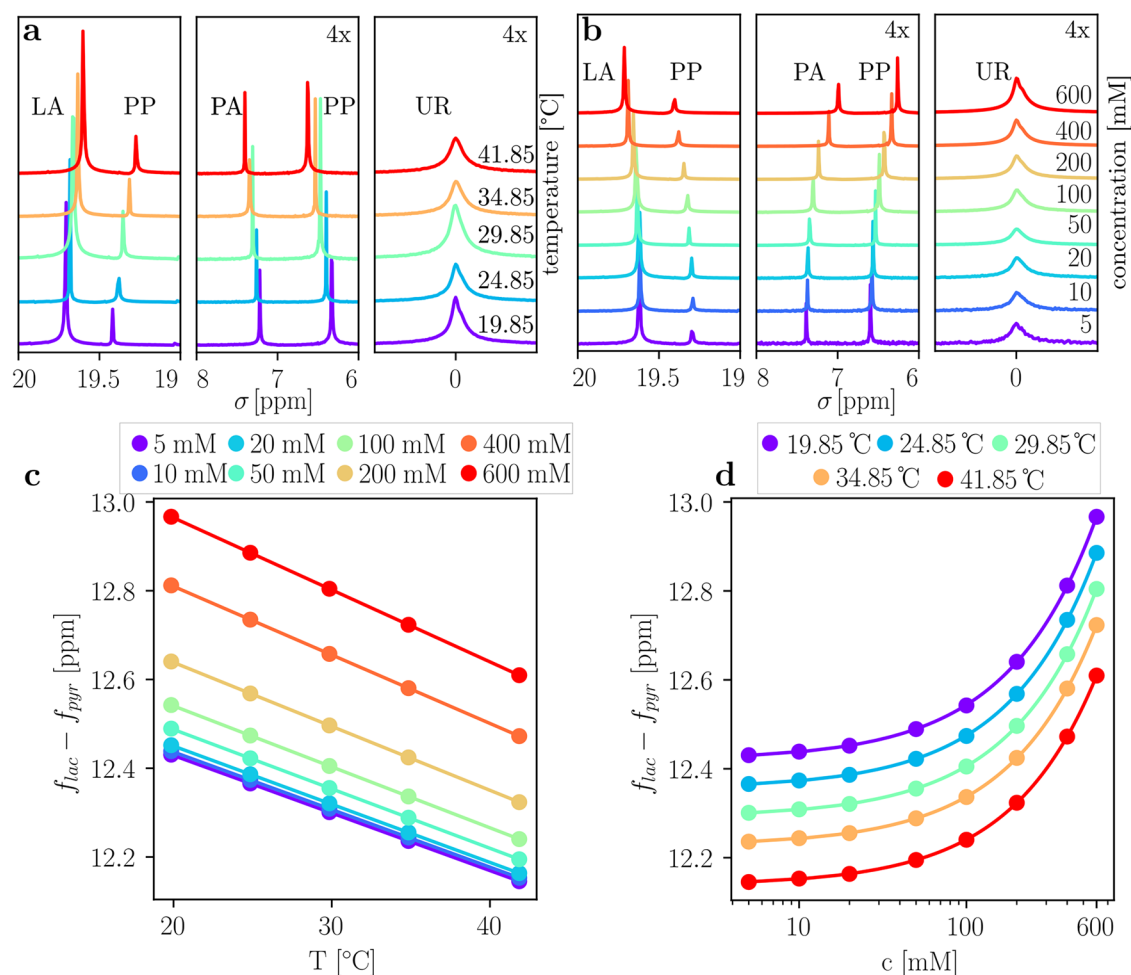 a
4x
4x
LA
PP
PA
PP
UR
41.85
34.85
29.85
24.85
19.85
temperature [°C]
20
19.5
19
8
7
6
0
σ [ppm]
b
4x
4x
LA
PP
PA
PP
UR
600
400
200
100
50
20
10
5
concentration [mM]
20
19.5
19
8
7
6
0
σ [ppm]
c
5 mM
20 mM
100 mM
400 mM
10 mM
50 mM
200 mM
600 mM
13.0
12.8
12.6
12.4
12.2
f_lac − f_pyr [ppm]
20
30
40
T [°C]
d
19.85℃
24.85℃
29.85℃
34.85℃
41.85℃
13.0
12.8
12.6
12.4
12.2
f_lac − f_pyr [ppm]
10
100
600
c [mM]